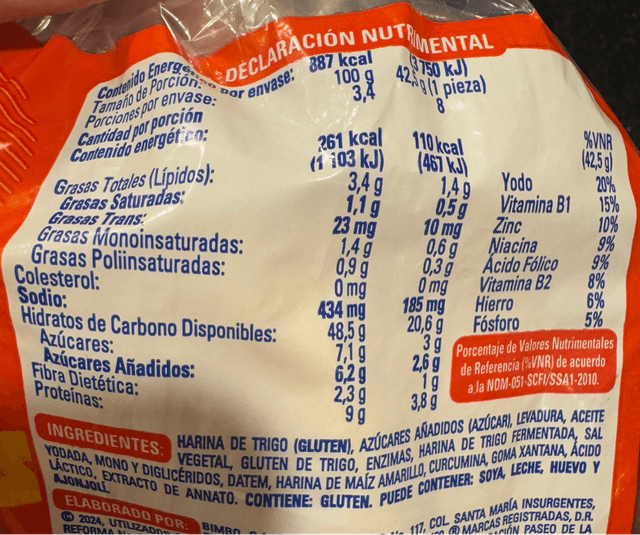 DECLARACIÓN NUTRIMENTAL
Contenido Energético por envase: 887 kcal (3 750 kJ)
Tamaño de Porción: 100 g 42,5 g (1 pieza)
Porciones por envase: 3,4 8
Cantidad por porción
Contenido energético: 261 kcal 110 kcal %VNR
(1 103 kJ) (467 kJ) (42,5 g)
Grasas Totales (Lípidos): 3,4 g 1,4 g Yodo 20%
Grasas Saturadas: 1,1 g 0,5 g Vitamina B1 15%
Grasas Trans: 23 mg 10 mg Zinc 10%
Grasas Monoinsaturadas: 1,4 g 0,6 g Niacina 9%
Grasas Poliinsaturadas: 0,9 g 0,3 g Ácido Fólico 9%
Colesterol: 0 mg 0 mg Vitamina B2 8%
Sodio: 434 mg 185 mg Hierro 6%
Hidratos de Carbono Disponibles: 48,5 g 20,6 g Fósforo 5%
Azúcares: 7,1 g 3 g
Azúcares Añadidos: 6,2 g 2,6 g
Fibra Dietética: 2,3 g 1 g
Proteínas: 9 g 3,8 g
Porcentaje de Valores Nutrimentales
de Referencia (%VNR) de acuerdo
a la NOM-051-SCFI/SSA1-2010.
INGREDIENTES: HARINA DE TRIGO (GLUTEN), AZÚCARES AÑADIDOS (AZÚCAR), LEVADURA, ACEITE
VEGETAL, GLUTEN DE TRIGO, ENZIMAS, HARINA DE TRIGO FERMENTADA, SAL
YODADA, MONO Y DIGLICÉRIDOS, DATEM, HARINA DE MAÍZ AMARILLO, CURCUMINA, GOMA XANTANA, ÁCIDO
LÁCTICO, EXTRACTO DE ANNATO. CONTIENE: GLUTEN. PUEDE CONTENER: SOYA, LECHE, HUEVO Y
AJONJOLÍ.
ELABORADO POR: BIMBO, 117, COL. SANTA MARÍA INSURGENTES,
© 2024, ® MARCAS REGISTRADAS, D.R.
REFORMA PASEO DE LA